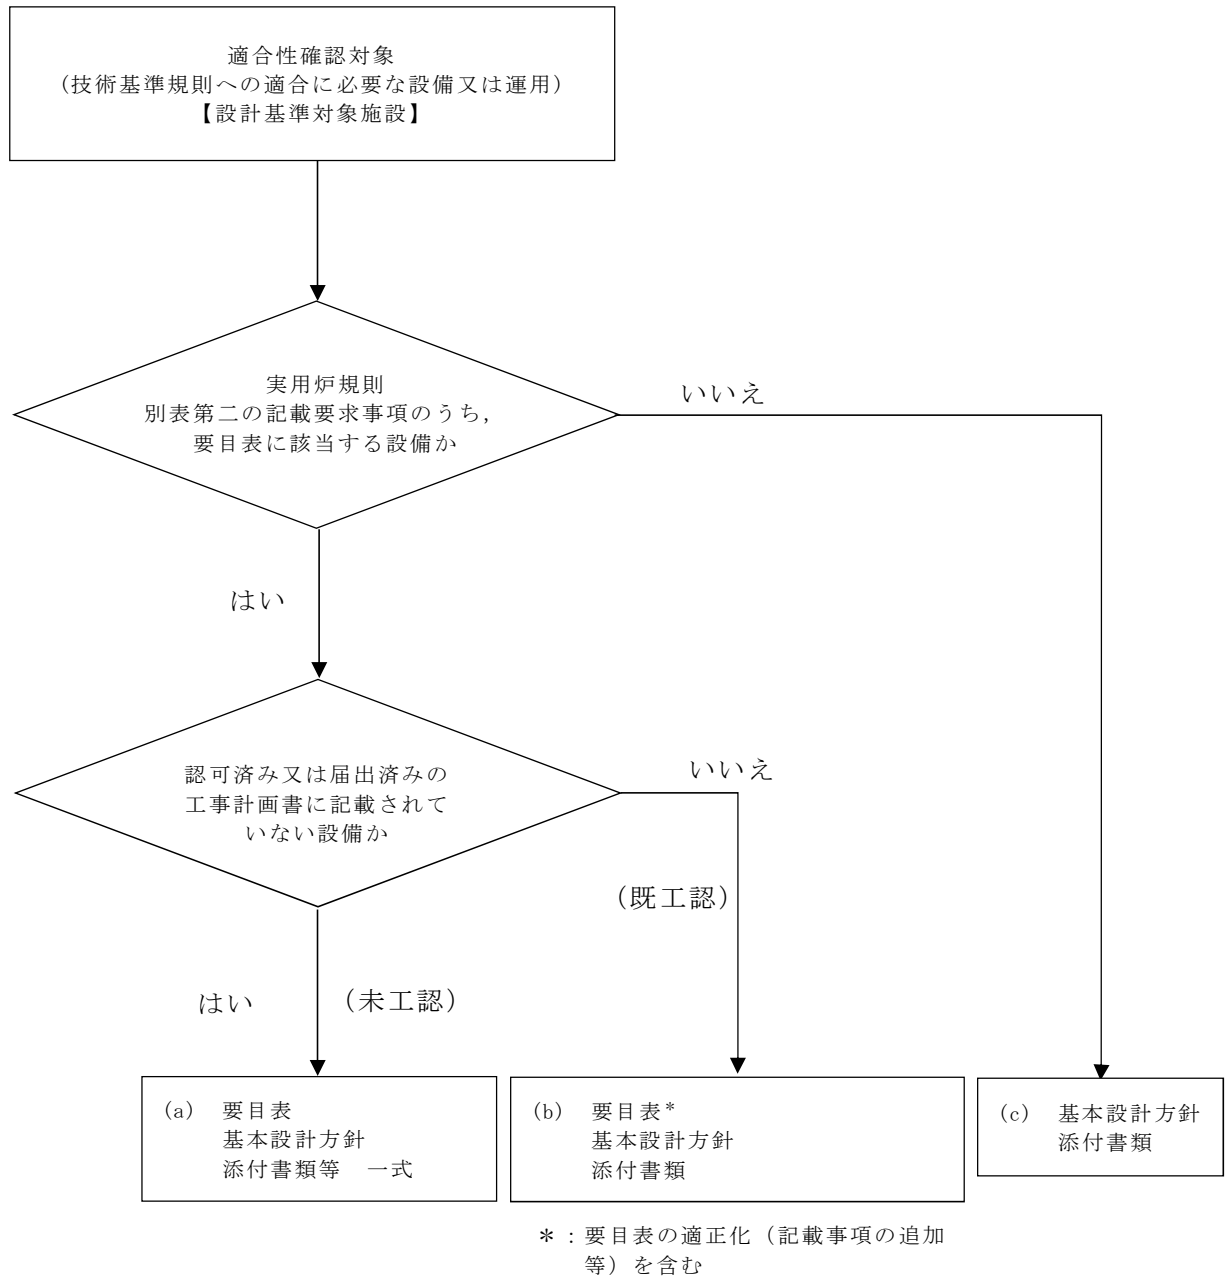 適合性確認対象
(技術基準規則への適合に必要な設備又は運用)
【設計基準対象施設】
実用炉規則
別表第二の記載要求事項のうち,
要目表に該当する設備か
いいえ
はい
認可済み又は届出済みの
工事計画書に記載されて
いない設備か
いいえ
(既工認)
はい (未工認)
(a) 要目表
基本設計方針
添付書類等 一式
(b) 要目表*
基本設計方針
添付書類
(c) 基本設計方針
添付書類
*:要目表の適正化(記載事項の追加
等)を含む